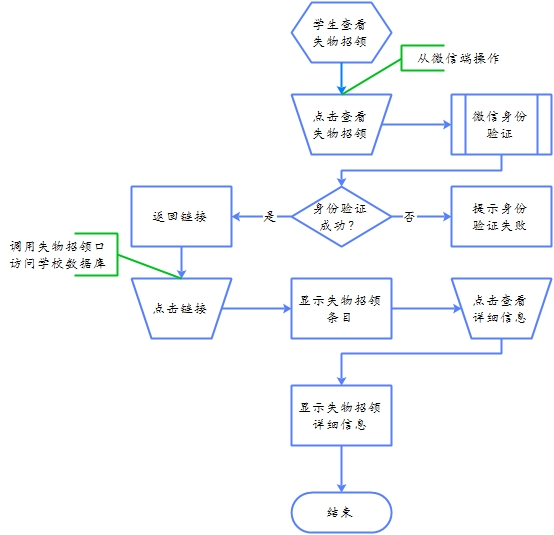 学生查看
失物招领
从微信端操作
点击查看
失物招领
微信身份
验证
返回链接
是
身份验证
成功？
否
提示身份
验证失败
调用失物招领口
访问学校数据库
点击链接
显示失物招领
条目
点击查看
详细信息
显示失物招领
详细信息
结束